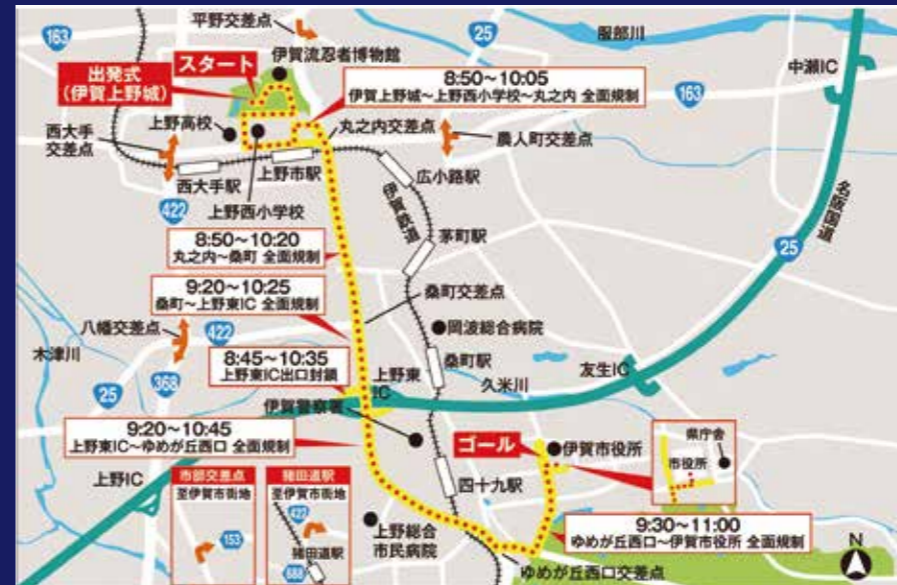 平野交差点
163
25
服部川
中瀬IC
伊賀流忍者博物館
スタート
出発式
(伊賀上野城)
8:50〜10:05
伊賀上野城〜上野西小学校〜丸之内 全面規制
163
上野高校
西大手
交差点
丸之内交差点
農人町交差点
西大手駅
上野市駅
広小路駅
422
上野西小学校
伊賀鉄道
名阪国道
25
8:50〜10:20
丸之内〜桑町 全面規制
茅町駅
9:20〜10:25
桑町〜上野東IC 全面規制
桑町交差点
八幡交差点
422
岡波総合病院
木津川
8:45〜10:35
上野東IC出口封鎖
桑町駅
上野東
IC
久米川
友生IC
25
368
伊賀警察署
9:20〜10:45
上野東IC〜ゆめが丘西口 全面規制
ゴール
伊賀市役所
県庁舎
市役所
上野IC
市部交差点
至伊賀市街地
153
猪田道駅
至伊賀市街地
422
猪田道駅
668
四十九駅
上野総合
市民病院
9:30〜11:00
ゆめが丘西口〜伊賀市役所 全面規制
ゆめが丘西口交差点
N